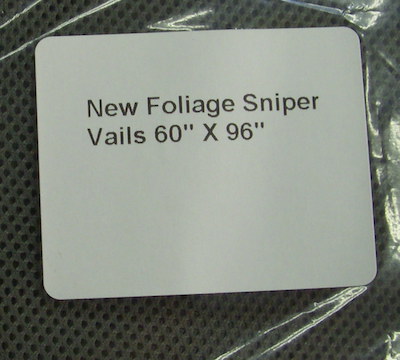 New Foliage Sniper
Vails 60" X 96"